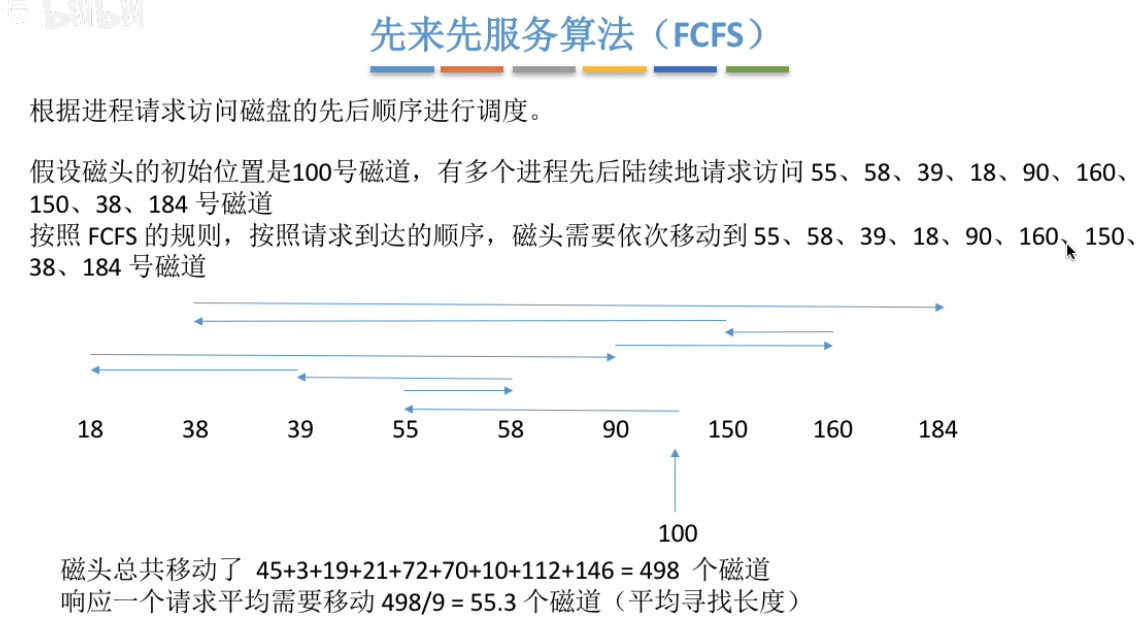 bilibili
先来先服务算法（FCFS）
根据进程请求访问磁盘的先后顺序进行调度。
假设磁头的初始位置是100号磁道，有多个进程先后陆续地请求访问 55、58、39、18、90、160、
150、38、184 号磁道
按照 FCFS 的规则，按照请求到达的顺序，磁头需要依次移动到 55、58、39、18、90、160、150、
38、184 号磁道
18 38 39 55 58 90 150 160 184
100
磁头总共移动了 45+3+19+21+72+70+10+112+146 = 498 个磁道
响应一个请求平均需要移动 498/9 = 55.3 个磁道（平均寻找长度）